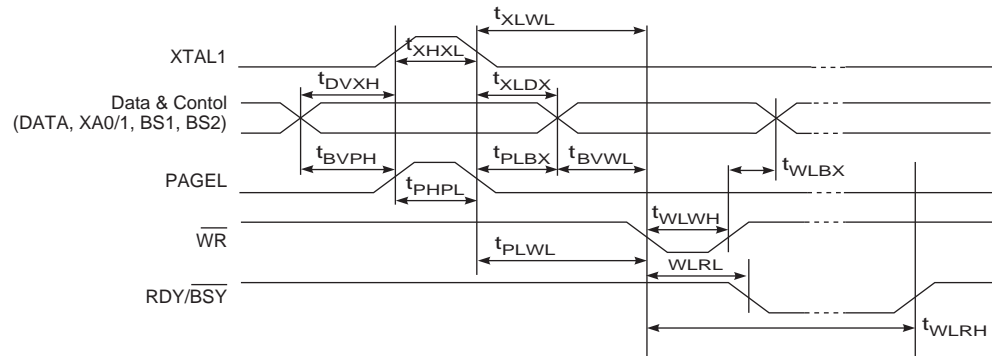 tXLWL
XTAL1
tXHXL
tDVXH
tXLDX
Data & Contol
(DATA, XA0/1, BS1, BS2)
tBVPH
tPLBX
tBVWL
tWLBX
PAGEL
tPHPL
tWLWH
WR
tPLWL
WLRL
RDY/BSY
tWLRH